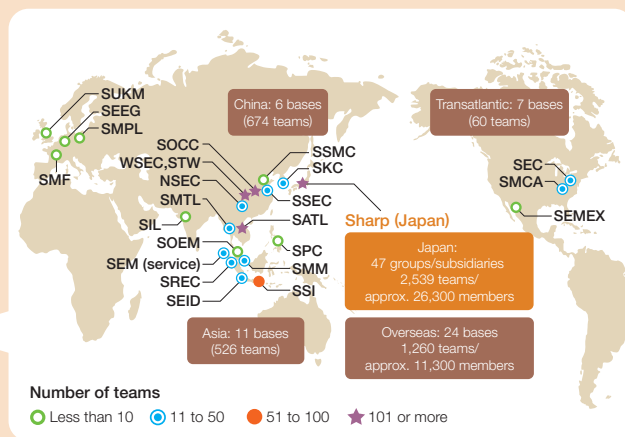 SUKM
SEEG
SMPL
SMF
China: 6 bases
(674 teams)
Transatlantic: 7 bases
(60 teams)
SOCC
WSEC,STW
NSEC
SMTL
SIL
SOEM
SEM (service)
SREC
SEID
SSMC
SKC
SSEC
SATL
SPC
SMM
SSI
SEC
SMCA
SEMEX
Sharp (Japan)
Japan:
47 groups/subsidiaries
2,539 teams/
approx. 26,300 members
Asia: 11 bases
(526 teams)
Overseas: 24 bases
1,260 teams/
approx. 11,300 members
Number of teams
Less than 10
11 to 50
51 to 100
101 or more